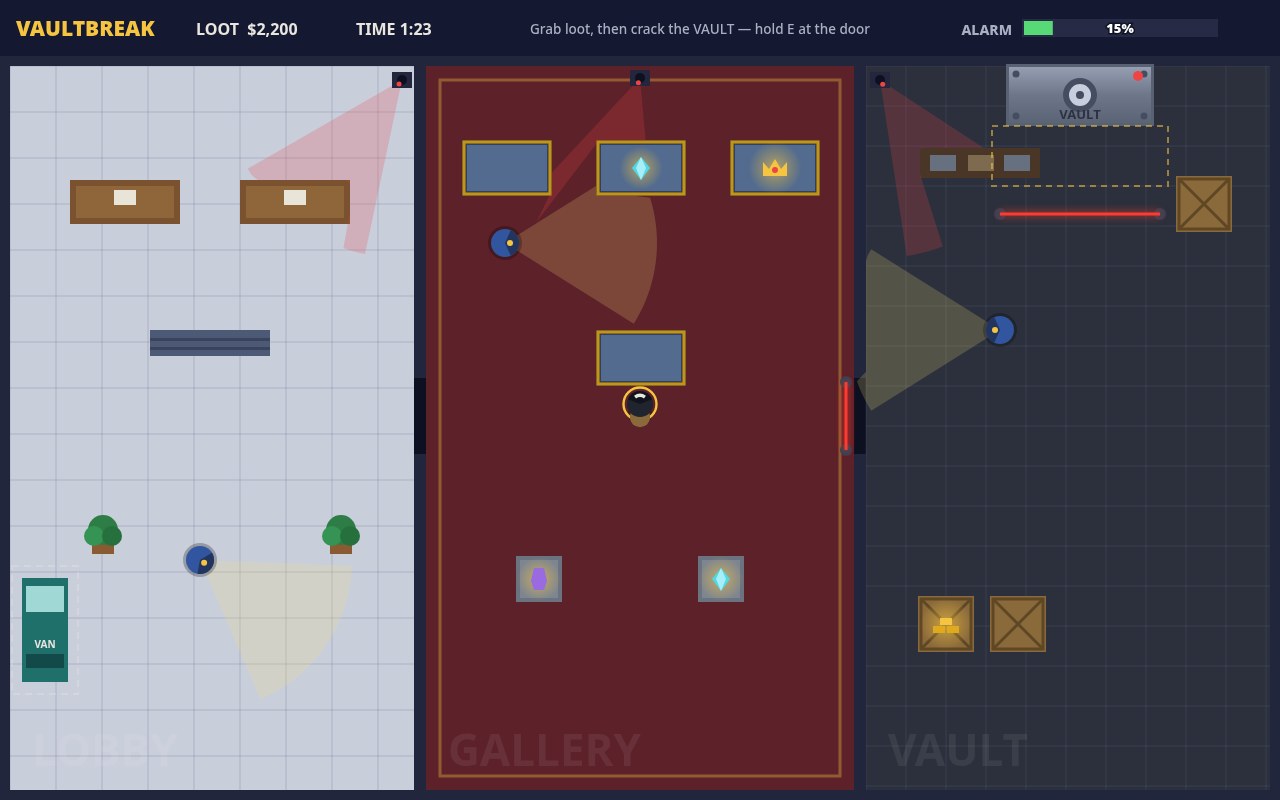 VAULTBREAK
LOOT $2,200
TIME 1:23
Grab loot, then crack the VAULT — hold E at the door
ALARM
15%
VAULT
VAN
LOBBY
GALLERY
VAULT